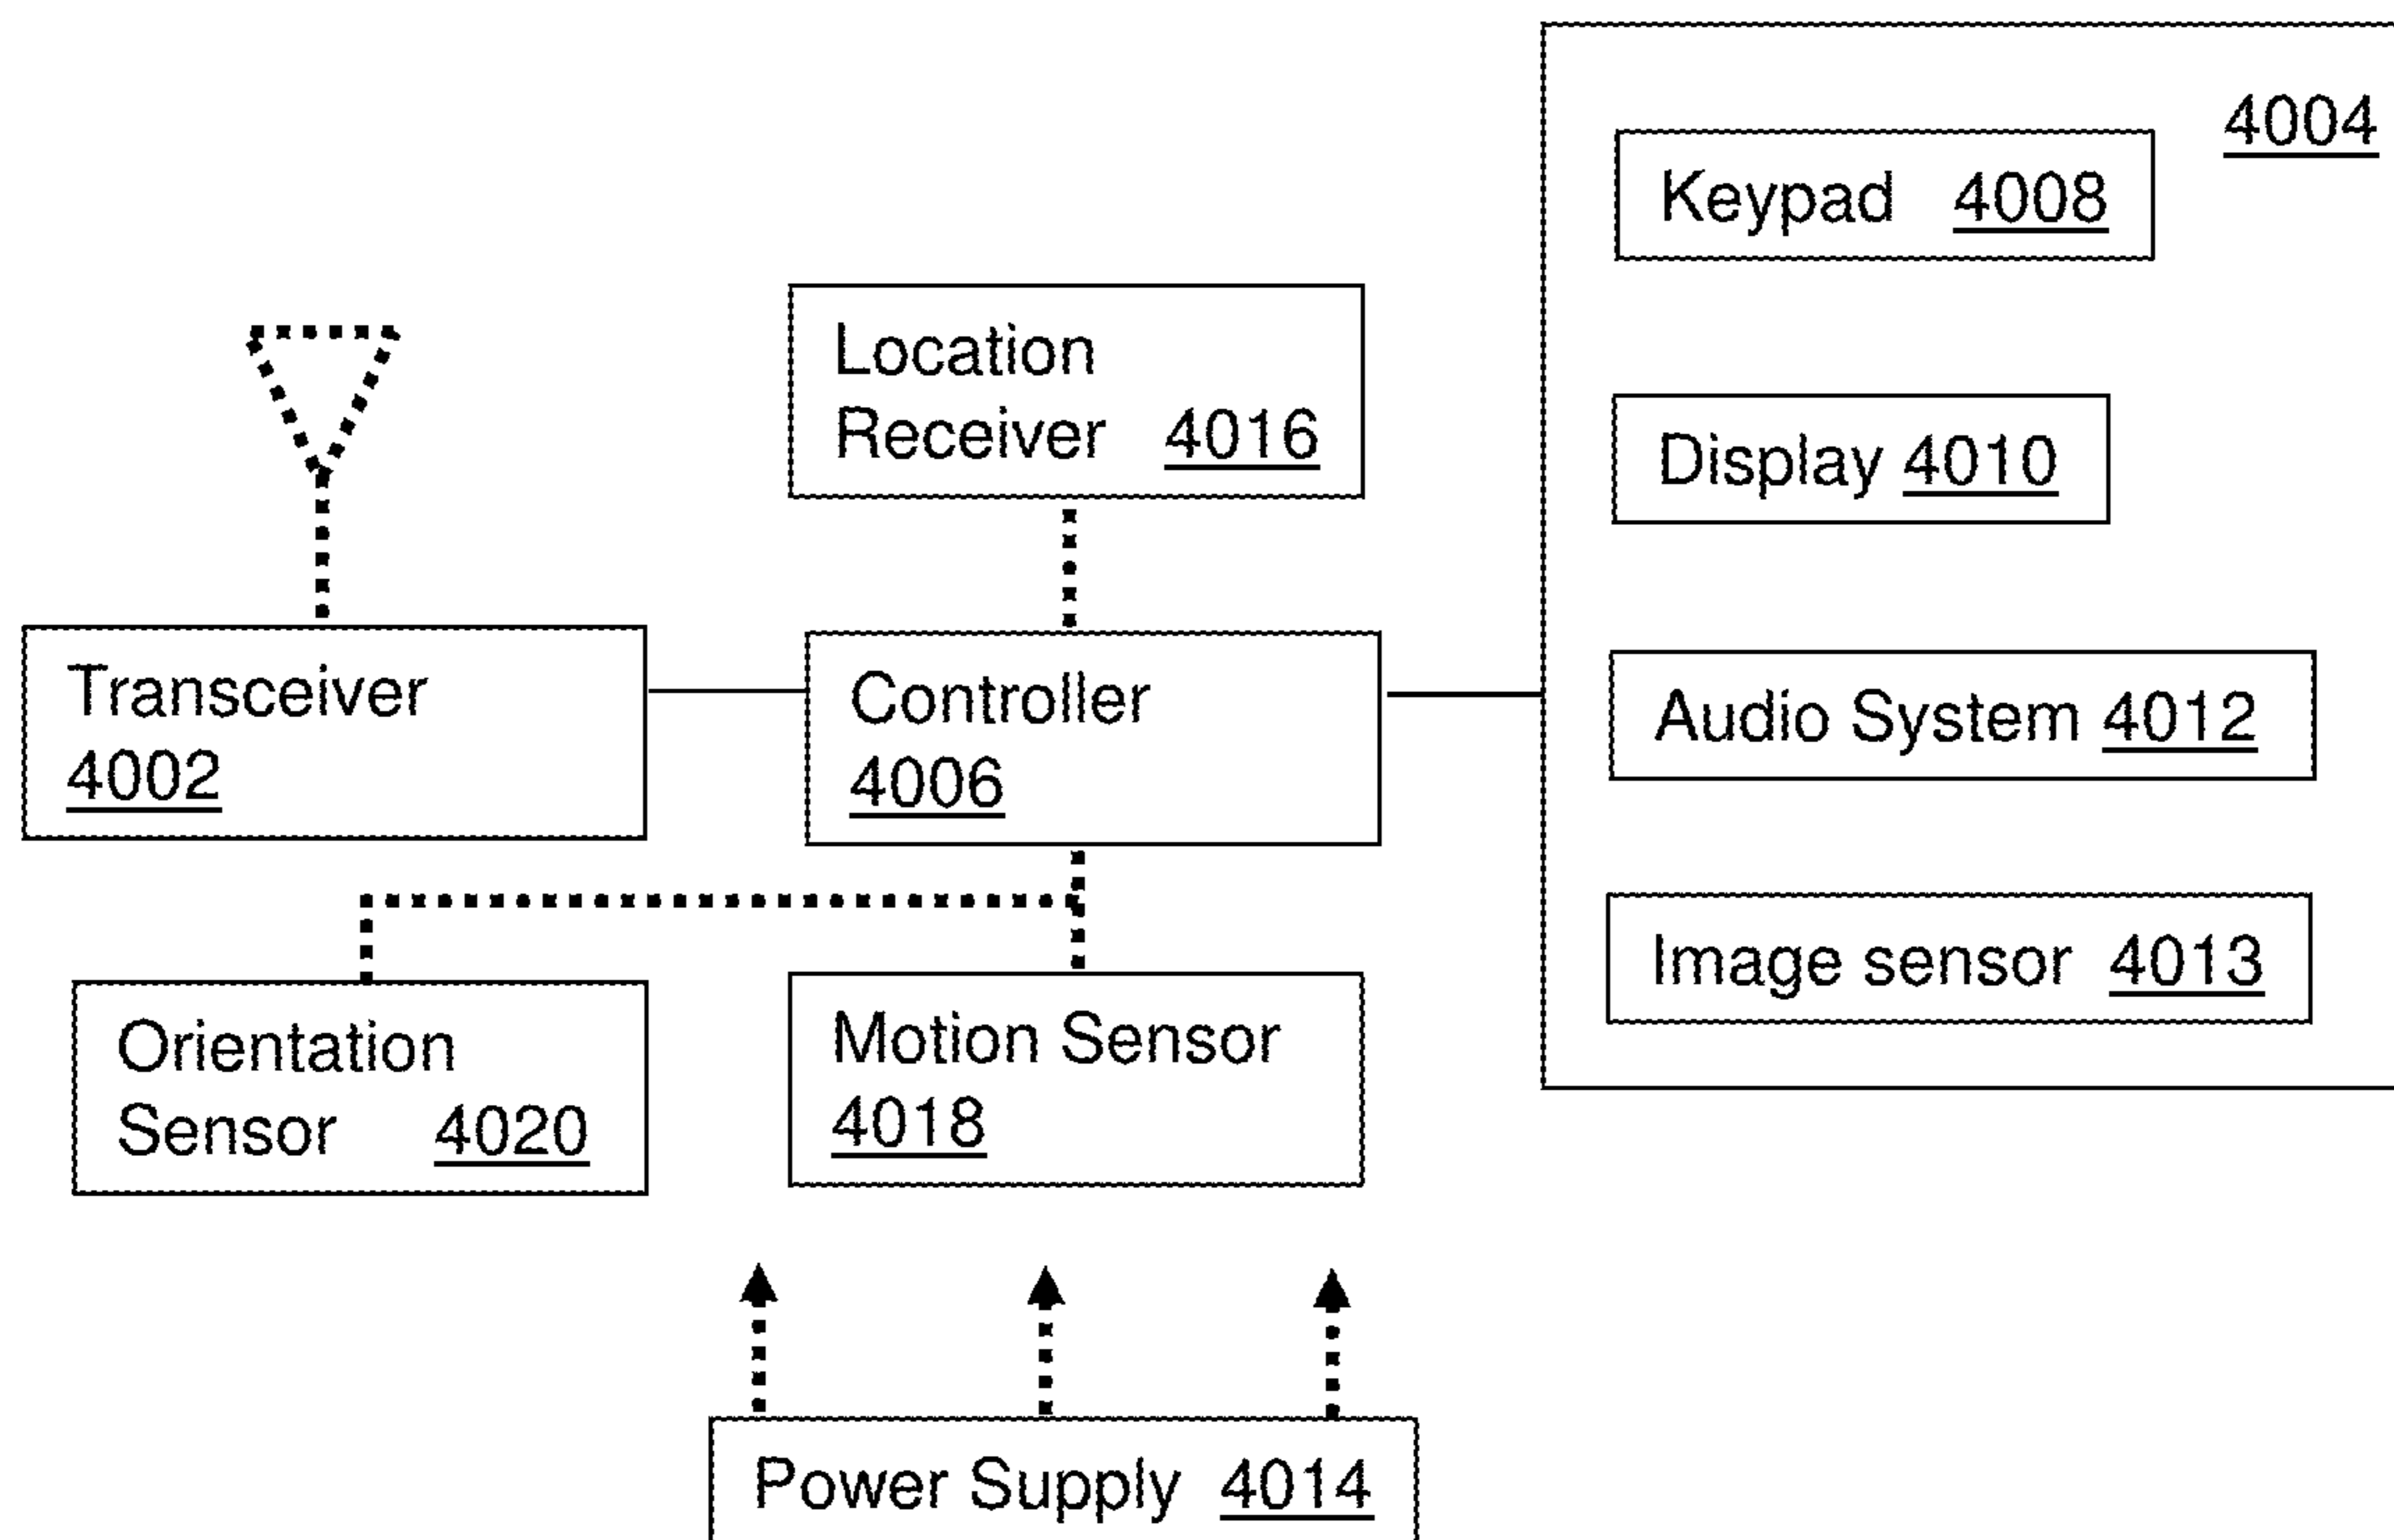 4004
Keypad 4008
Location
Receiver 4016
Display 4010
Transceiver
4002
Controller
4006
Audio System 4012
Image sensor 4013
Orientation
Sensor 4020
Motion Sensor
4018
Power Supply 4014